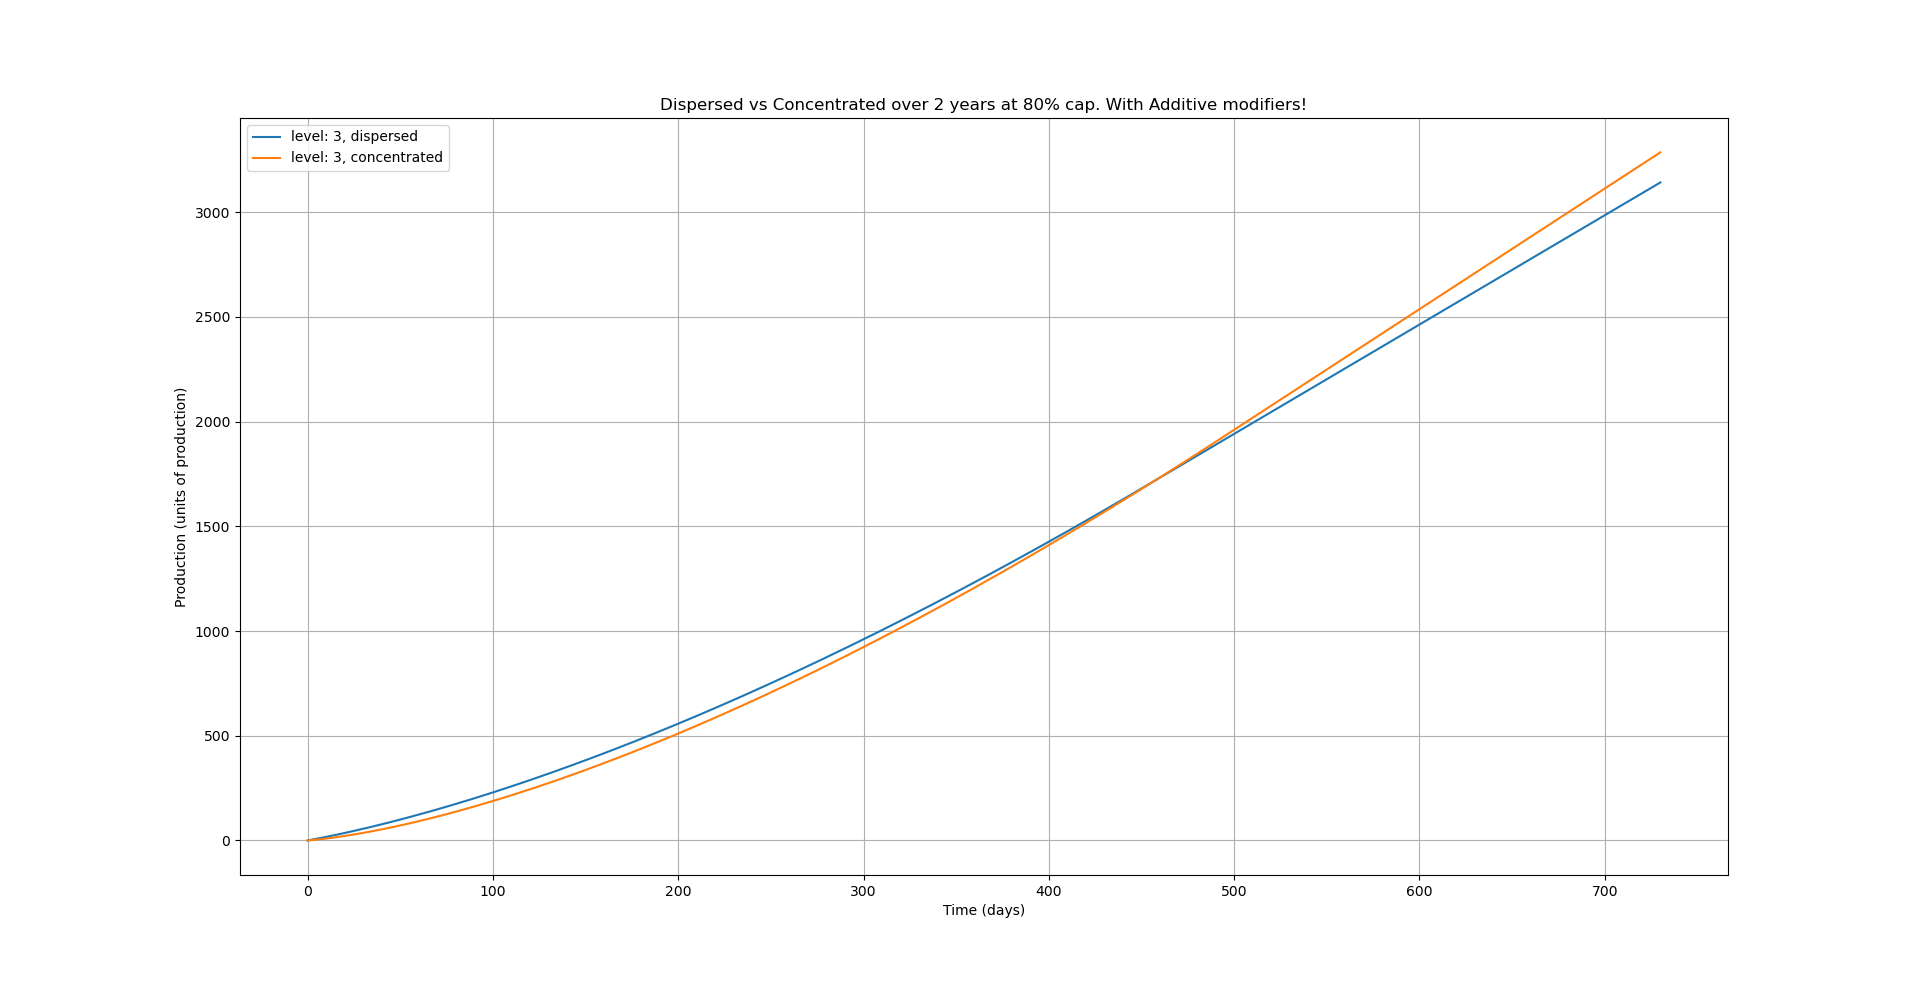 Dispersed vs Concentrated over 2 years at 80% cap. With Additive modifiers!
level: 3, dispersed
level: 3, concentrated
Production (units of production)
3000
2500
2000
1500
1000
500
0
0 100 200 300 400 500 600 700
Time (days)